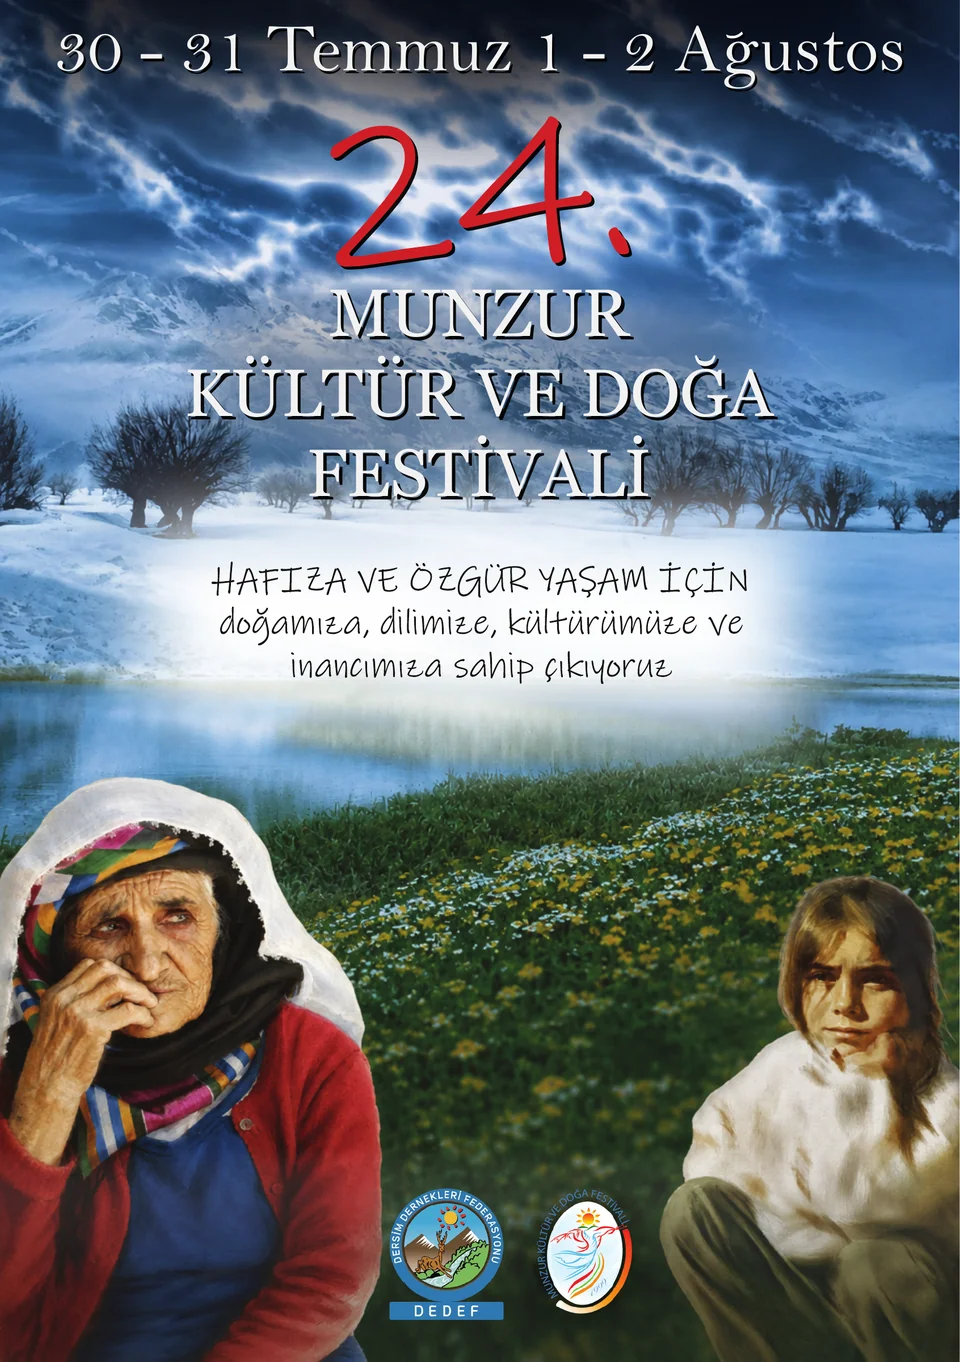 30 - 31 Temmuz 1 - 2 Ağustos
24.
MUNZUR
KÜLTÜR VE DOĞA
FESTİVALİ
HAFIZA VE ÖZGÜR YAŞAM İÇİN
doğamıza, dilimize, kültürümüze ve
inancımıza sahip çıkıyoruz
DERSİM DERNEKLERİ FEDERASYONU
DEDEF
MUNZUR KÜLTÜR VE DOĞA FESTİVALİ
1999